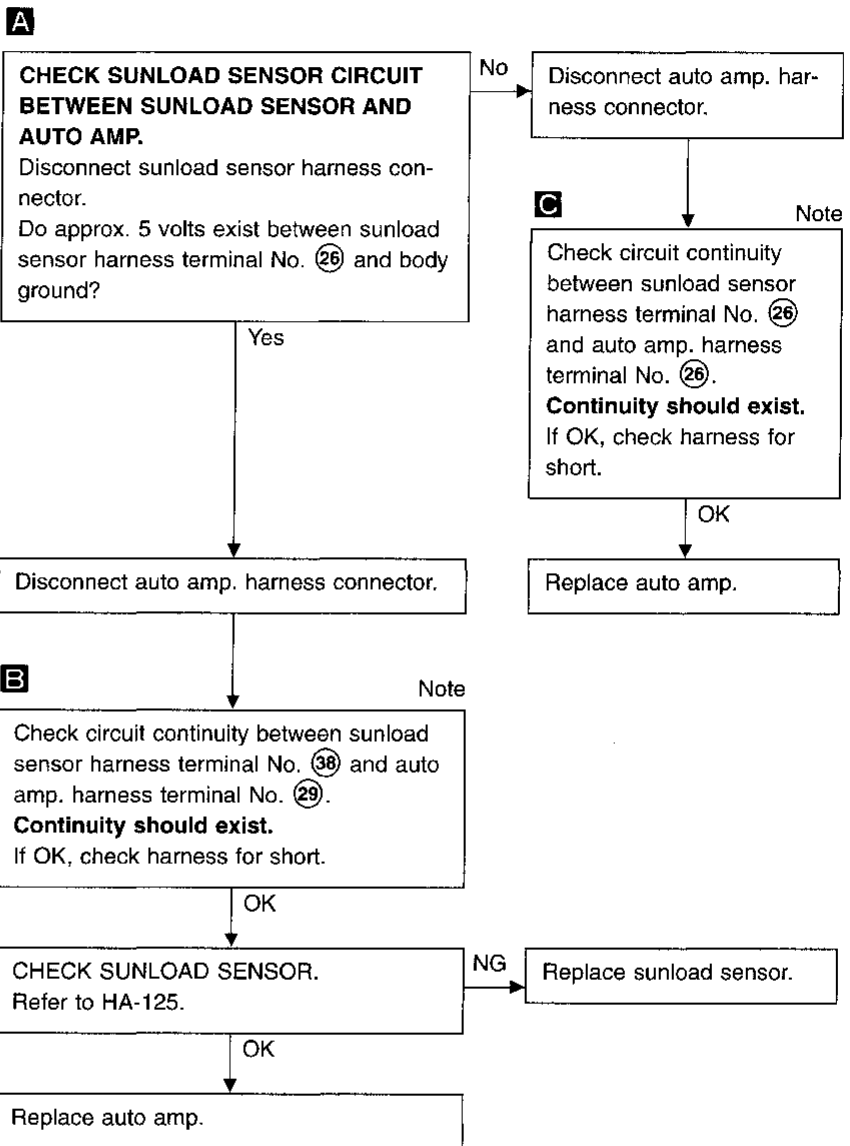 A
CHECK SUNLOAD SENSOR CIRCUIT
BETWEEN SUNLOAD SENSOR AND
AUTO AMP.
Disconnect sunload sensor harness con-
nector.
Do approx. 5 volts exist between sunload
sensor harness terminal No. 26 and body
ground?
No
Disconnect auto amp. har-
ness connector.
C
Note
Check circuit continuity
between sunload sensor
harness terminal No. 26
and auto amp. harness
terminal No. 26.
Continuity should exist.
If OK, check harness for
short.
OK
Replace auto amp.
Yes
Disconnect auto amp. harness connector.
B
Note
Check circuit continuity between sunload
sensor harness terminal No. 38 and auto
amp. harness terminal No. 29.
Continuity should exist.
If OK, check harness for short.
OK
CHECK SUNLOAD SENSOR.
Refer to HA-125.
NG
Replace sunload sensor.
OK
Replace auto amp.